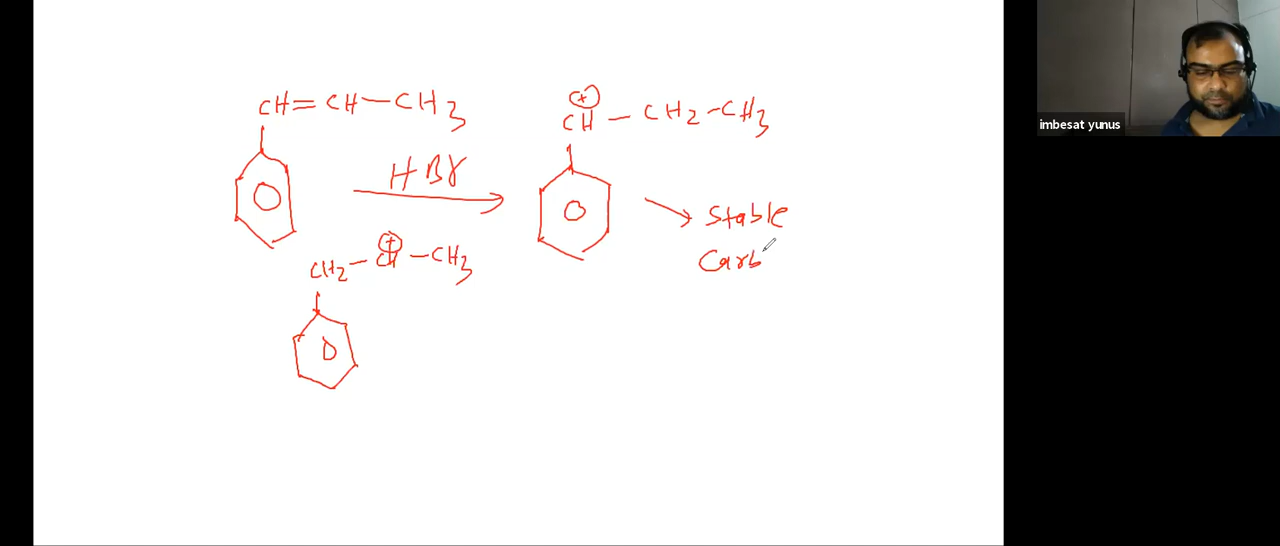 CH=CH-CH3
HBr
CH2-CH-CH3
+
+
CH-CH2-CH3
Stable
Carb
imbesat yunus